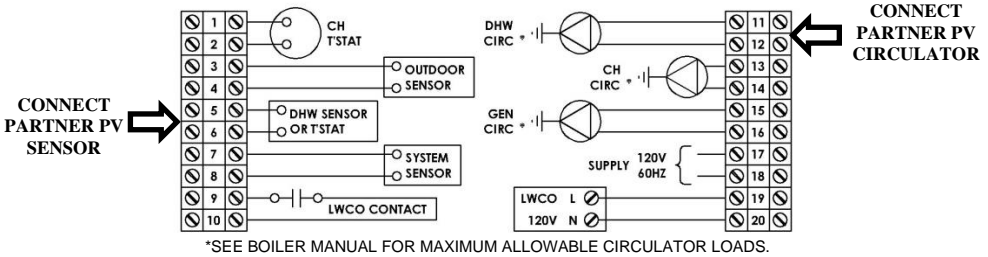 CONNECT
PARTNER PV
SENSOR
1
2
3
4
5
6
7
8
9
10
CH
T'STAT
OUTDOOR
SENSOR
DHW SENSOR
OR T'STAT
SYSTEM
SENSOR
LWCO CONTACT
DHW
CIRC *
CH
CIRC *
GEN
CIRC *
SUPPLY 120V
60HZ
LWCO L
120V N
11
12
13
14
15
16
17
18
19
20
CONNECT
PARTNER PV
CIRCULATOR
*SEE BOILER MANUAL FOR MAXIMUM ALLOWABLE CIRCULATOR LOADS.